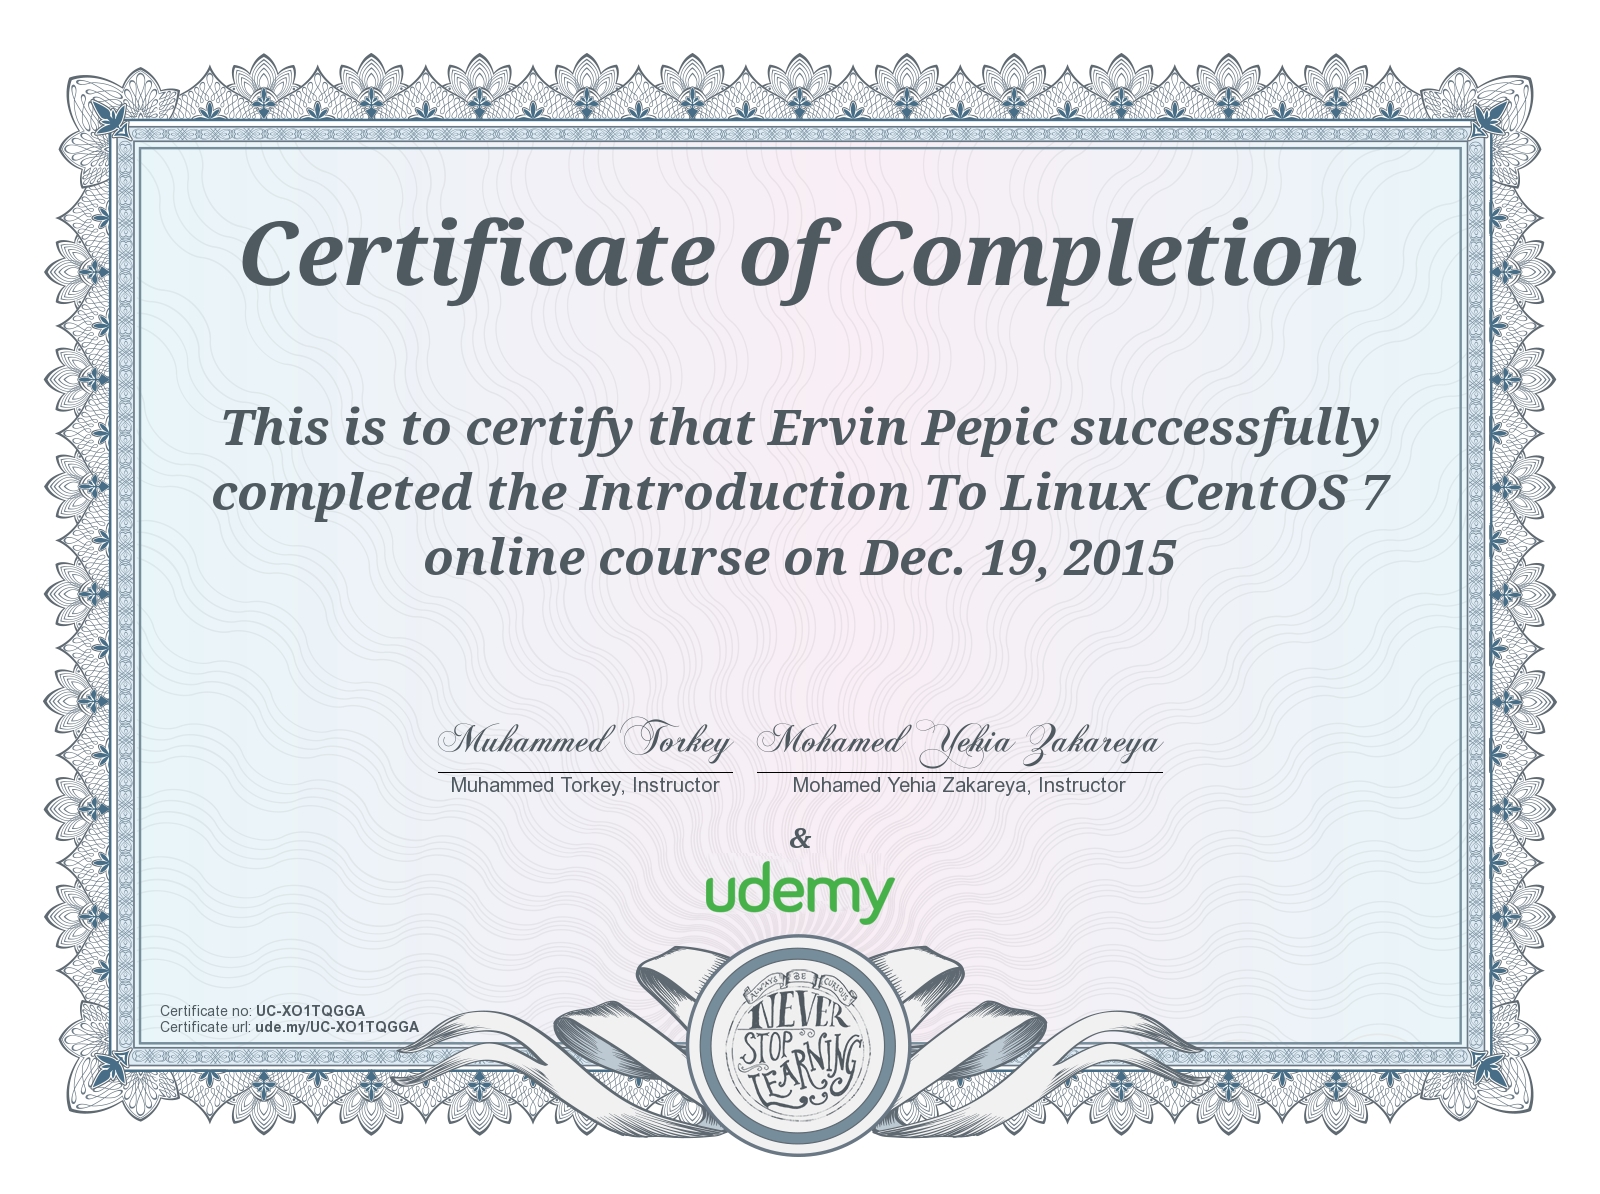 Certificate of Completion
This is to certify that Ervin Pepic successfully
completed the Introduction To Linux CentOS 7
online course on Dec. 19, 2015
Muhammed Torkey Mohamed Yehia Zakareya
Muhammed Torkey, Instructor Mohamed Yehia Zakareya, Instructor
&
udemy
Certificate no: UC-XO1TQGGA
Certificate url: ude.my/UC-XO1TQGGA
ALWAYS BE CURIOUS
NEVER
STOP
LEARNING